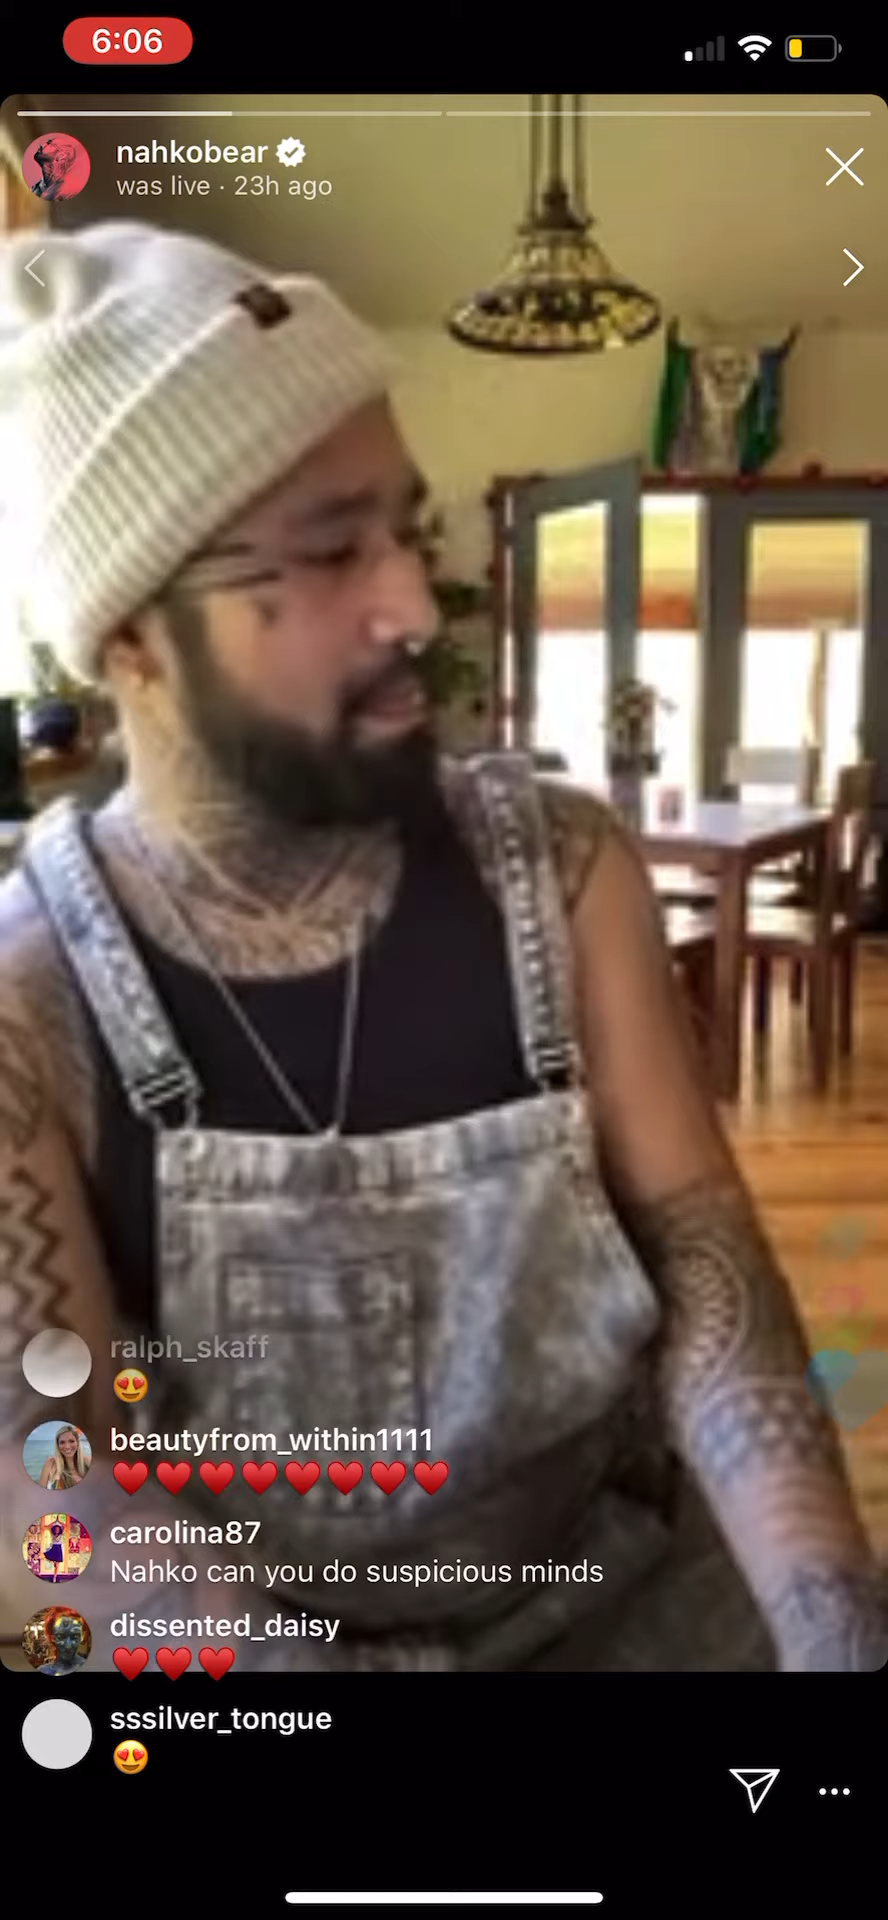 6:06
nahkobear
was live · 23h ago
ralph_skaff
😍
beautyfrom_within1111
❤️❤️❤️❤️❤️❤️❤️❤️
carolina87
Nahko can you do suspicious minds
dissented_daisy
❤️❤️❤️
sssilver_tongue
😍